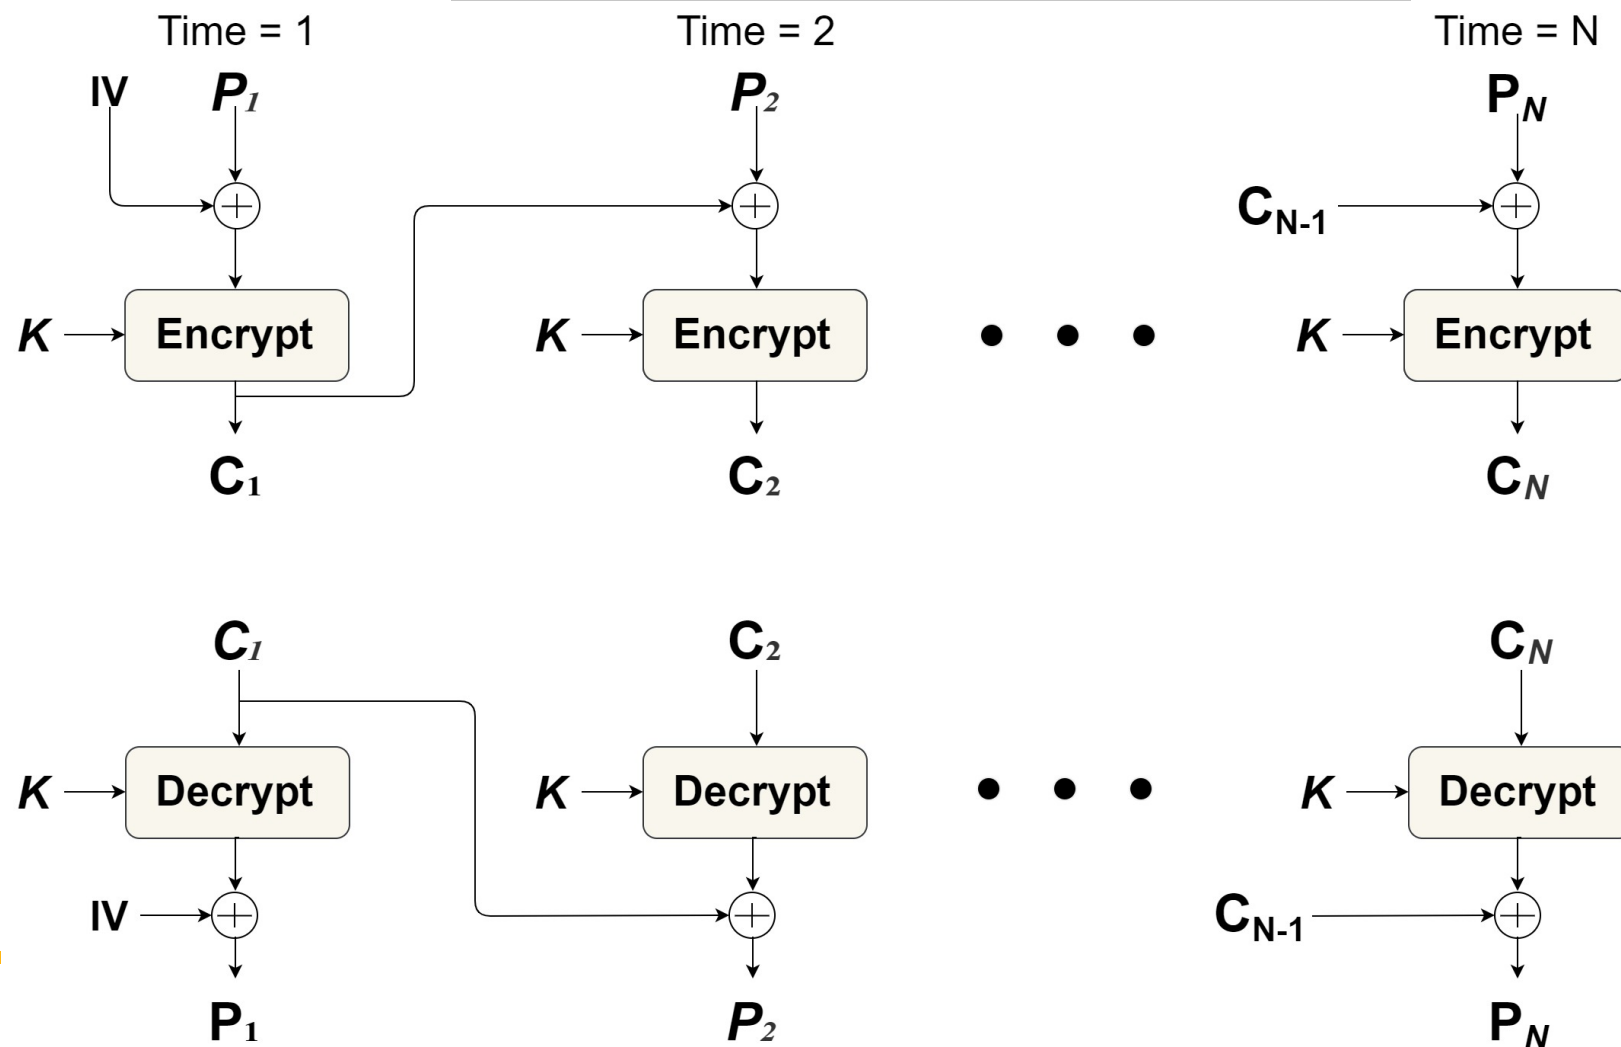 Time = 1 Time = 2 Time = N
IV P1 P2 PN
CN-1
K Encrypt K Encrypt K Encrypt
C1 C2 CN
C1 C2 CN
K Decrypt K Decrypt K Decrypt
IV CN-1
P1 P2 PN